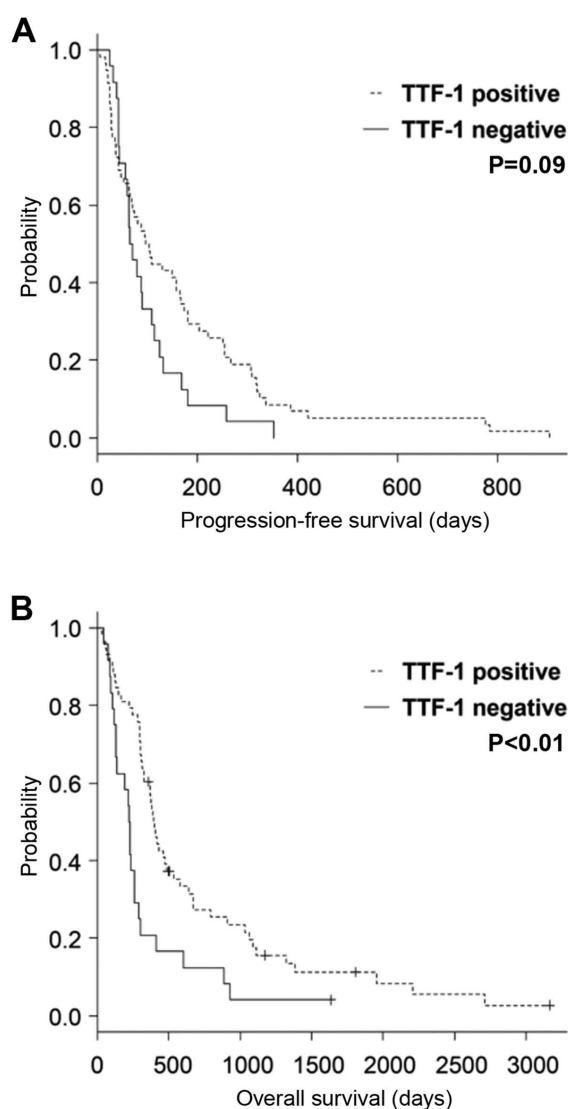 A
1.0
0.8
0.6
0.4
0.2
0.0
Probability
TTF-1 positive
TTF-1 negative
P=0.09
0 200 400 600 800
Progression-free survival (days)
B
1.0
0.8
0.6
0.4
0.2
0.0
Probability
TTF-1 positive
TTF-1 negative
P<0.01
0 500 1000 1500 2000 2500 3000
Overall survival (days)